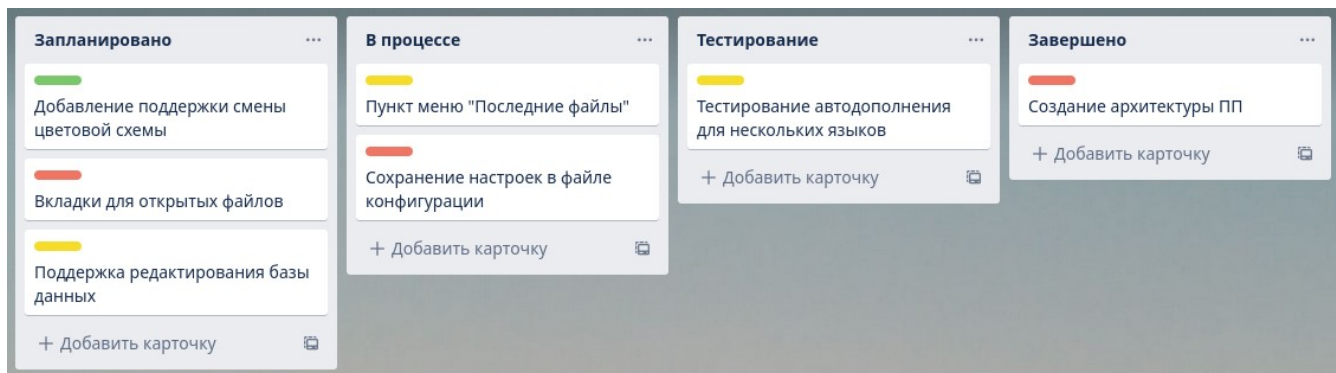 Запланировано
Добавление поддержки смены
цветовой схемы
Вкладки для открытых файлов
Поддержка редактирования базы
данных
+ Добавить карточку
В процессе
Пункт меню "Последние файлы"
Сохранение настроек в файле
конфигурации
+ Добавить карточку
Тестирование
Тестирование автодополнения
для нескольких языков
+ Добавить карточку
Завершено
Создание архитектуры ПП
+ Добавить карточку